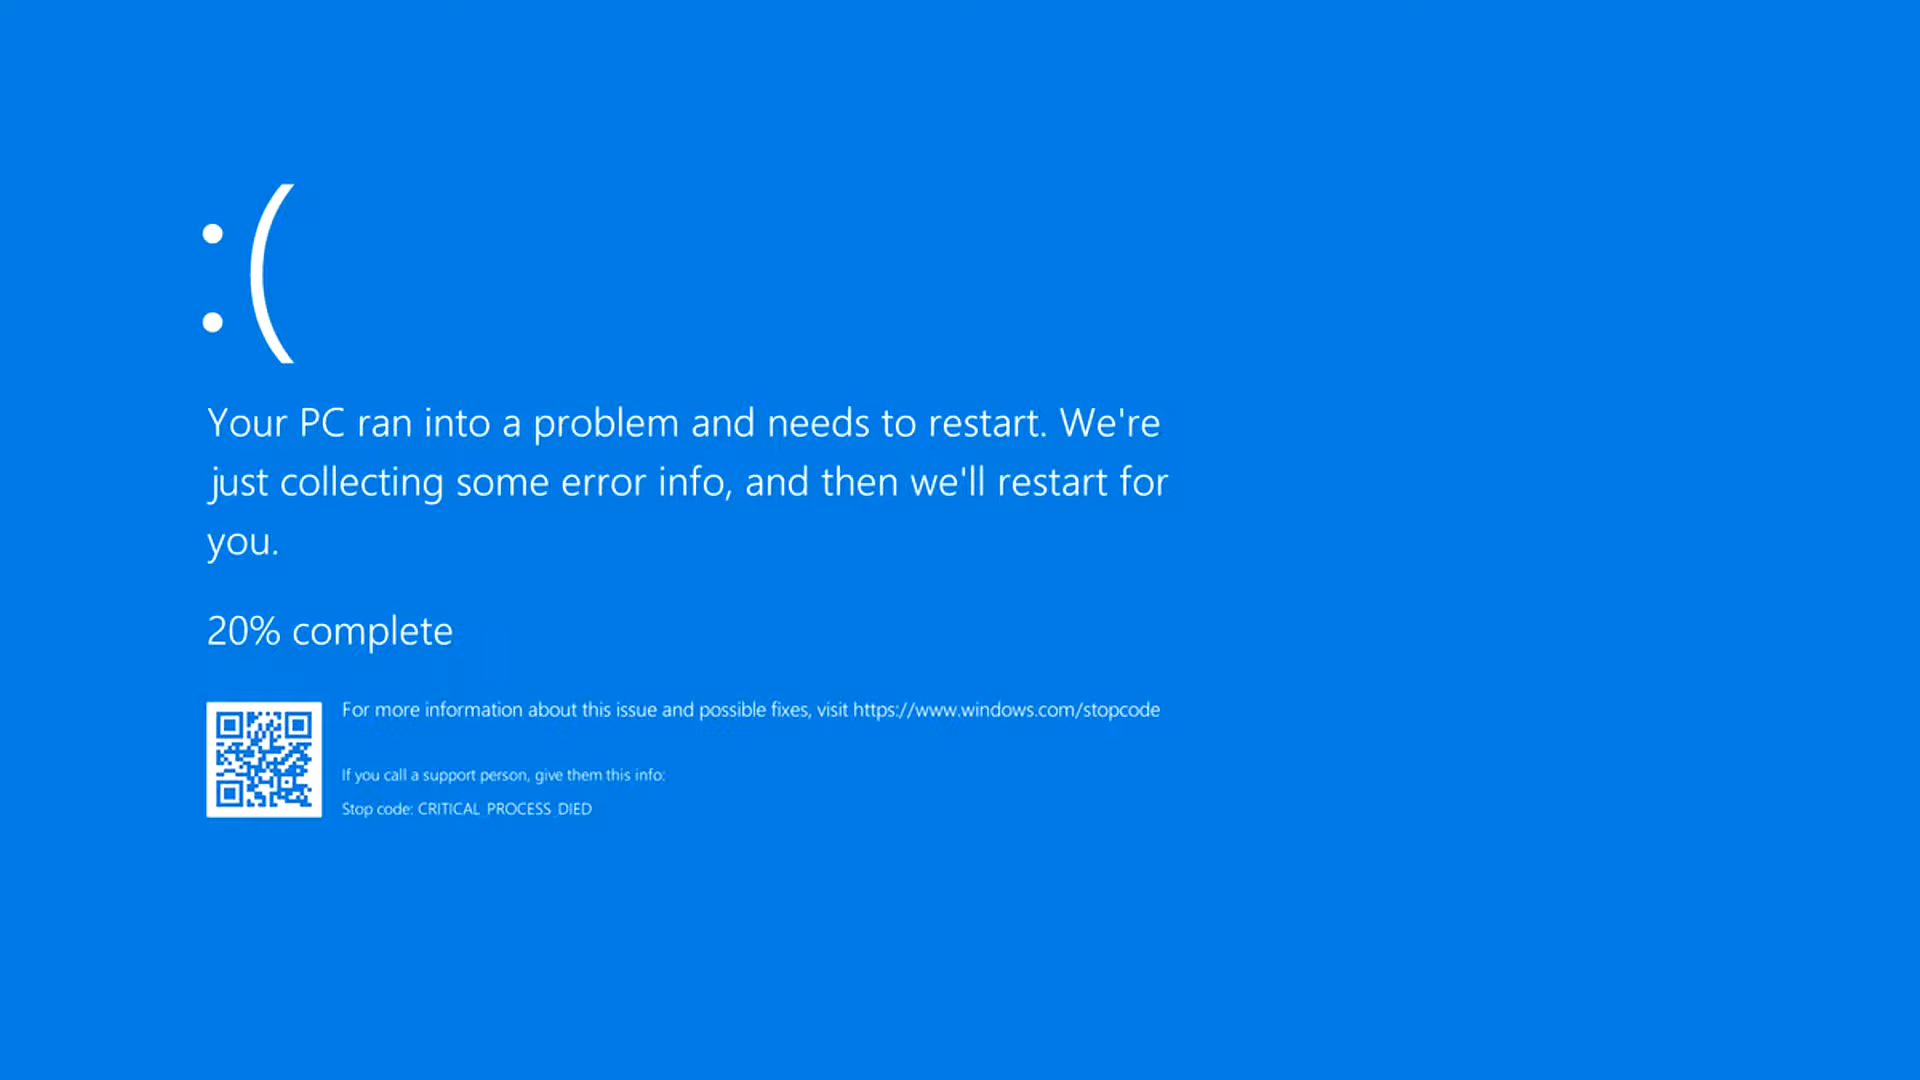 :(
Your PC ran into a problem and needs to restart. We're
just collecting some error info, and then we'll restart for
you.
20% complete
For more information about this issue and possible fixes, visit https://www.windows.com/stopcode
If you call a support person, give them this info:
Stop code: CRITICAL_PROCESS_DIED